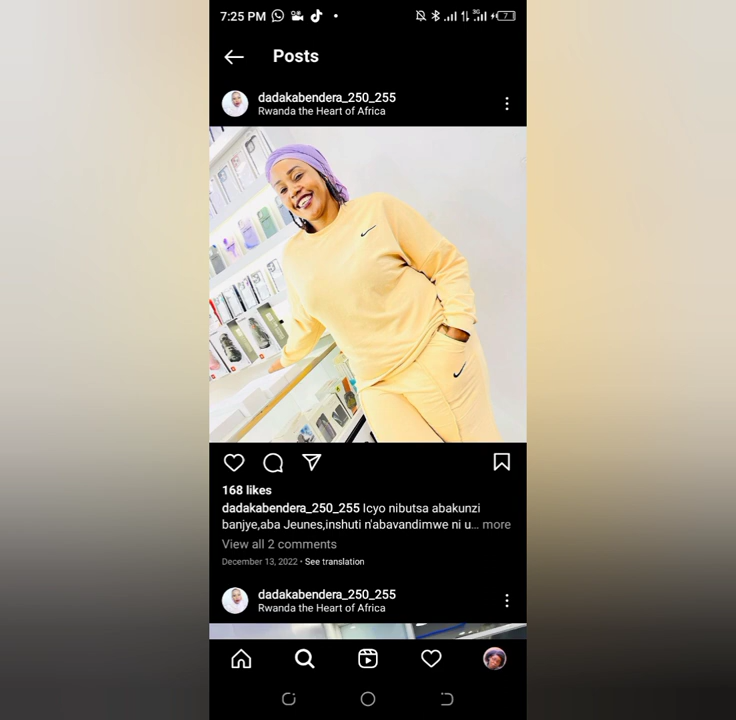 7:25 PM
3G
7
Posts
dadakabendera_250_255
Rwanda the Heart of Africa
168 likes
dadakabendera_250_255 Icyo nibutsa abakunzi
banjye,aba Jeunes,inshuti n'abavandimwe ni u... more
View all 2 comments
December 13, 2022 • See translation
dadakabendera_250_255
Rwanda the Heart of Africa